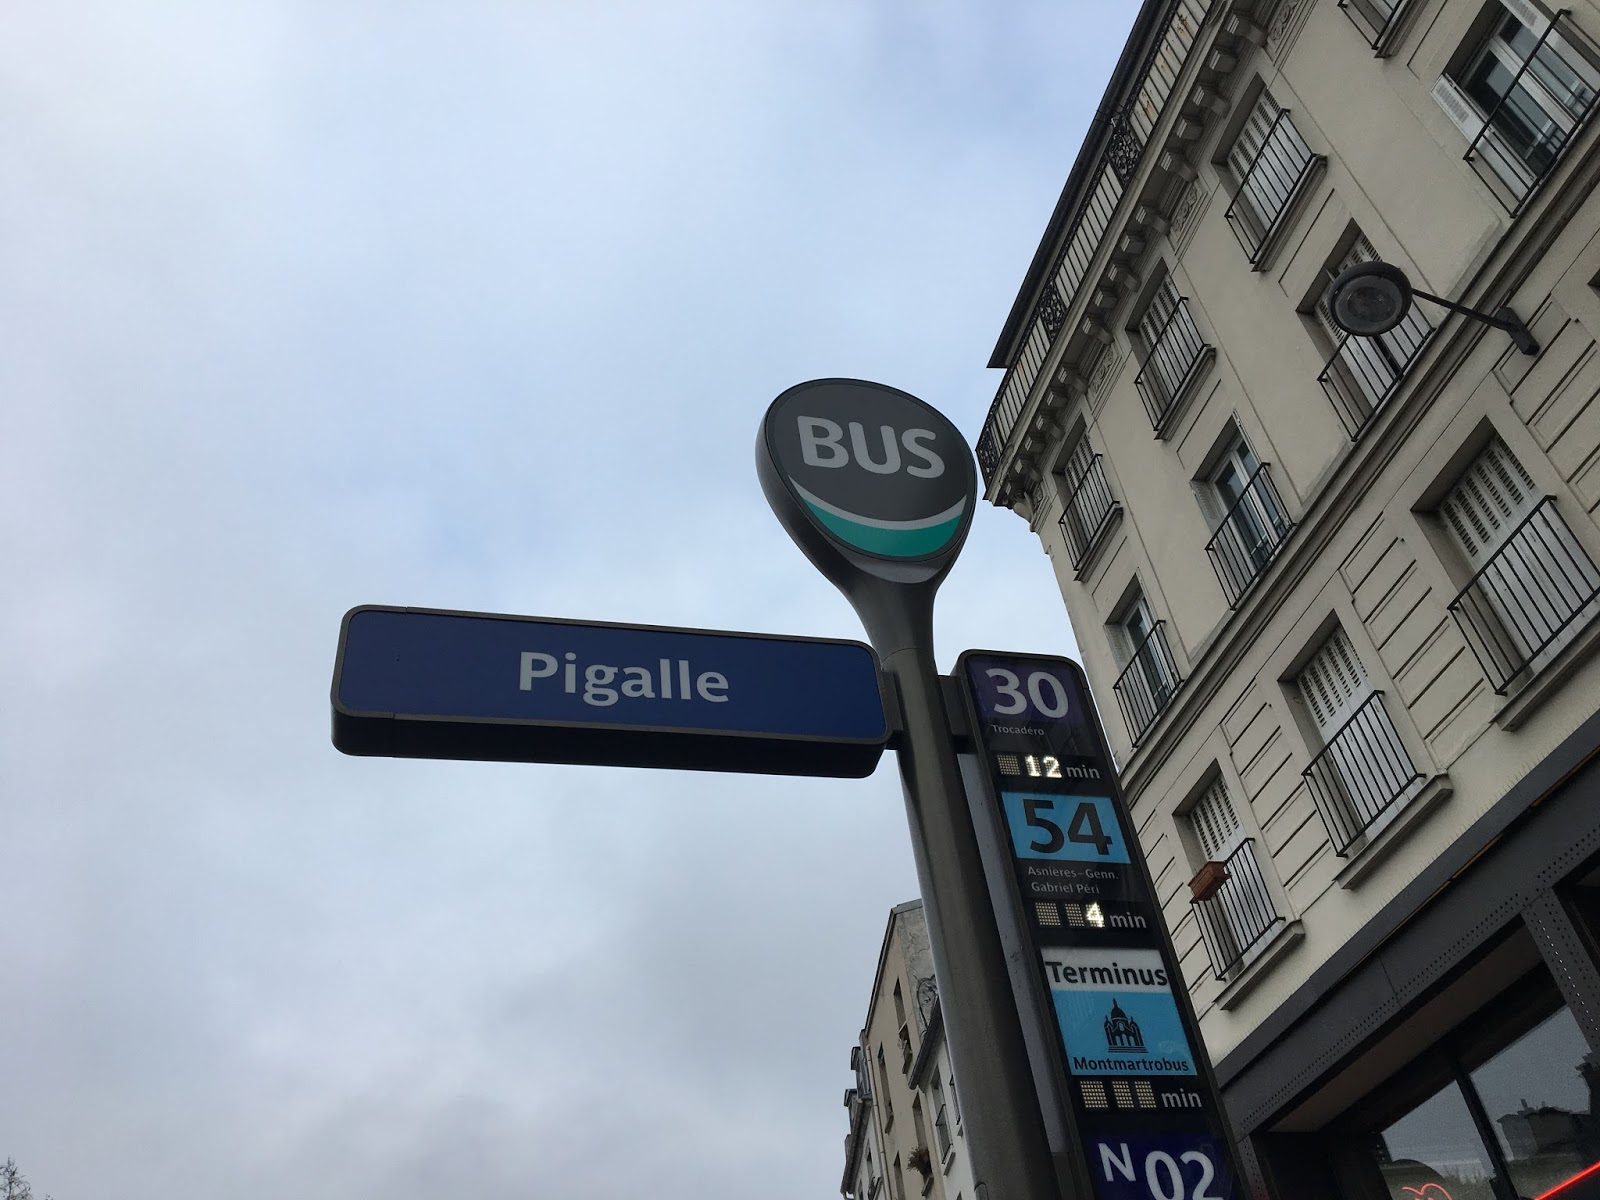 BUS
Pigalle
30
Trocadéro
12 min
54
Asnières-Genn.
Gabriel Péri
4 min
Terminus
Montmartrobus
min
N02